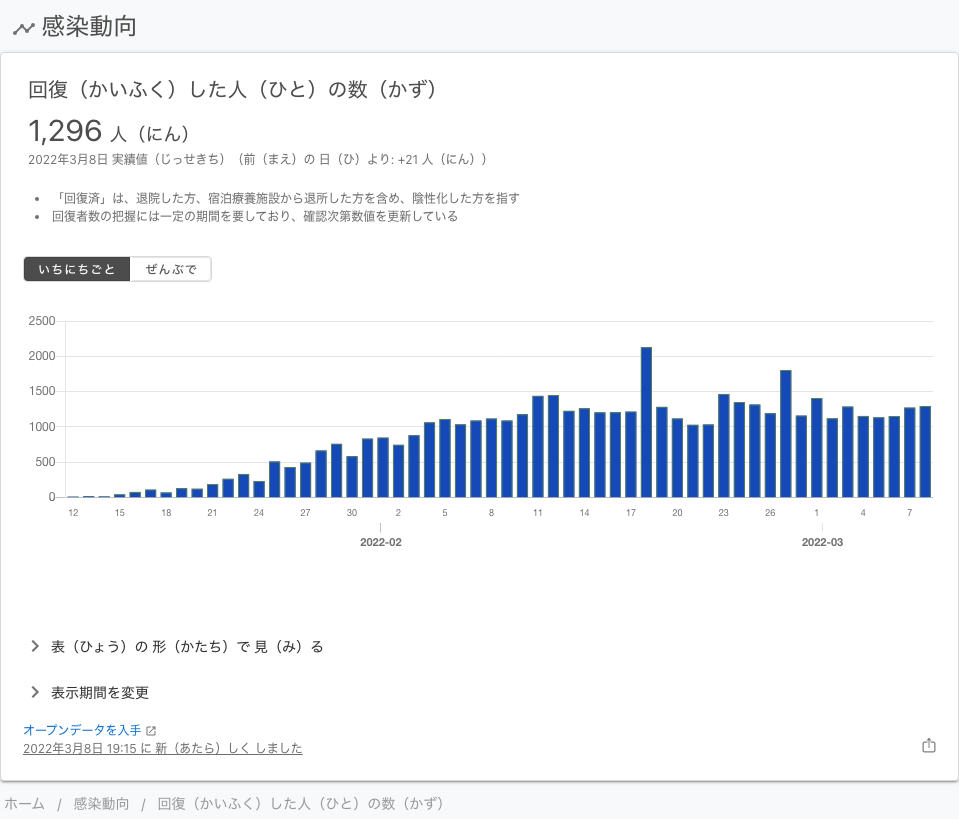 感染動向
回復（かいふく）した人（ひと）の数（かず）
1,296 人（にん）
2022年3月8日 実績値（じっせきち）（前（まえ）の 日（ひ）より: +21 人（にん））
• 「回復済」は、退院した方、宿泊療養施設から退所した方を含め、陰性化した方を指す
• 回復者数の把握には一定の期間を要しており、確認次第数値を更新している
いちにちごと ぜんぶで
2500
2000
1500
1000
500
0
12 15 18 21 24 27 30 2 5 8 11 14 17 20 23 26 1 4 7
2022-02 2022-03
表（ひょう）の 形（かたち）で 見（み）る
表示期間を変更
オープンデータを入手
2022年3月8日 19:15 に 新（あたら）しく しました
ホーム / 感染動向 / 回復（かいふく）した人（ひと）の数（かず）